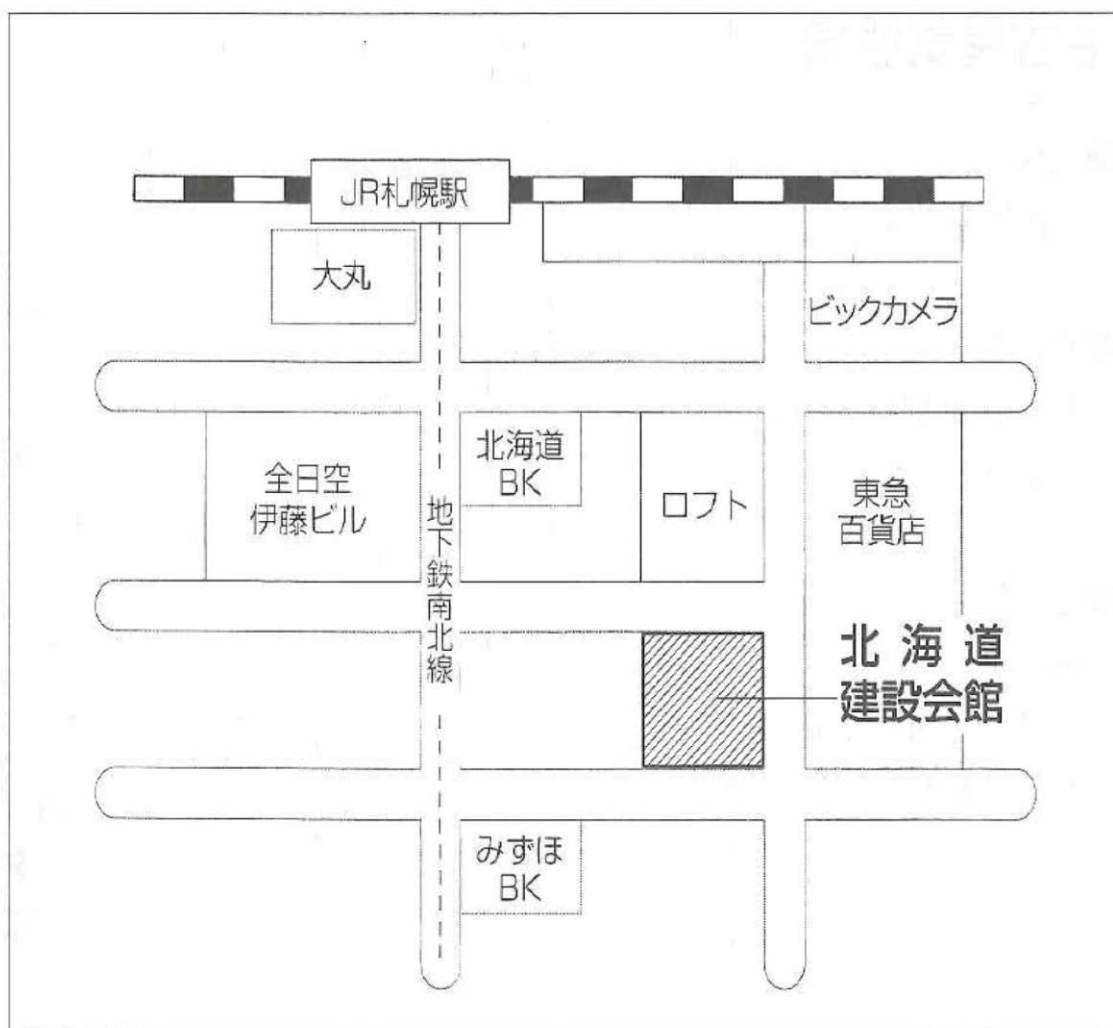 JR札幌駅
大丸
ビックカメラ
全日空
伊藤ビル
北海道
BK
ロフト
東急
百貨店
地下鉄南北線
北海道
建設会館
みずほ
BK